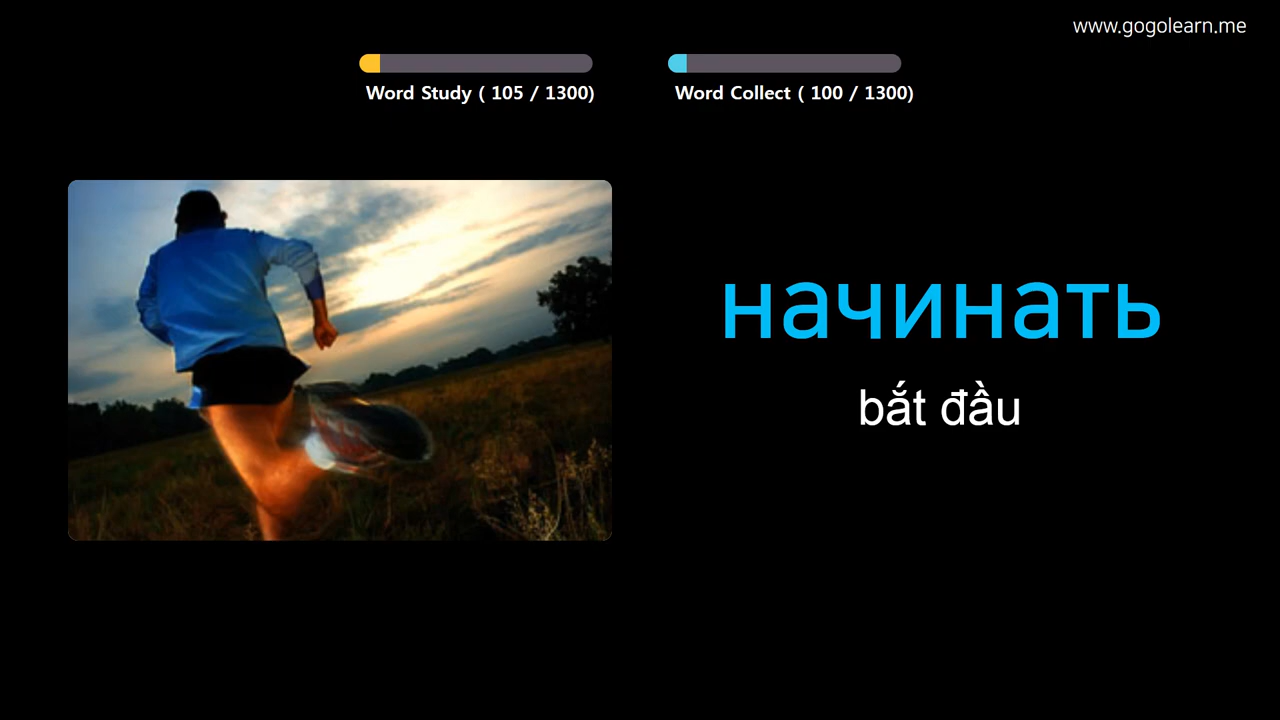 www.gogolearn.me
Word Study ( 105 / 1300)
Word Collect ( 100 / 1300)
начинать
bắt đầu